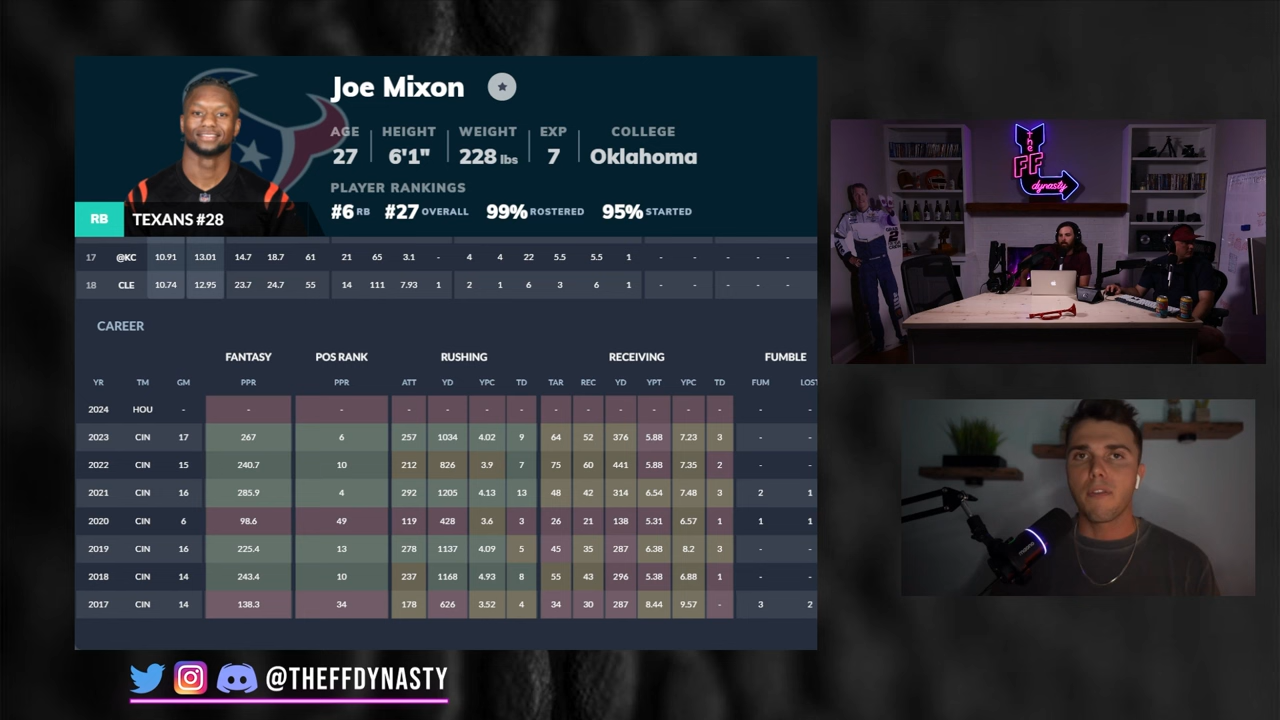 Joe Mixon
AGE HEIGHT WEIGHT EXP COLLEGE
27 6'1" 228 lbs 7 Oklahoma
PLAYER RANKINGS
#6 RB #27 OVERALL 99% ROSTERED 95% STARTED
RB TEXANS #28
17 @KC 10.91 13.01 14.7 18.7 61 21 65 3.1 - 4 4 22 5.5 5.5 1 - - - -
18 CLE 10.74 12.95 23.7 24.7 55 14 111 7.93 1 2 1 6 3 6 1 - - - -
CAREER
FANTASY POS RANK RUSHING RECEIVING FUMBLE
YR TM GM PPR PPR ATT YD YPC TD TAR REC YD YPT YPC TD FUM LOST
2024 HOU - - - - - - - - - - - - - - -
2023 CIN 17 267 6 257 1034 4.02 9 64 52 376 5.88 7.23 3 - -
2022 CIN 15 240.7 10 212 826 3.9 7 75 60 441 5.88 7.35 2 - -
2021 CIN 16 285.9 4 292 1205 4.13 13 48 42 314 6.54 7.48 3 2 1
2020 CIN 6 98.6 49 119 428 3.6 3 26 21 138 5.31 6.57 1 1 1
2019 CIN 16 225.4 13 278 1137 4.09 5 45 35 287 6.38 8.2 3 - -
2018 CIN 14 243.4 10 237 1168 4.93 8 55 43 296 5.38 6.88 1 - -
2017 CIN 14 138.3 34 178 626 3.52 4 34 30 287 8.44 9.57 - 3 2
The
FF
dynasty
@THEFFDYNASTY